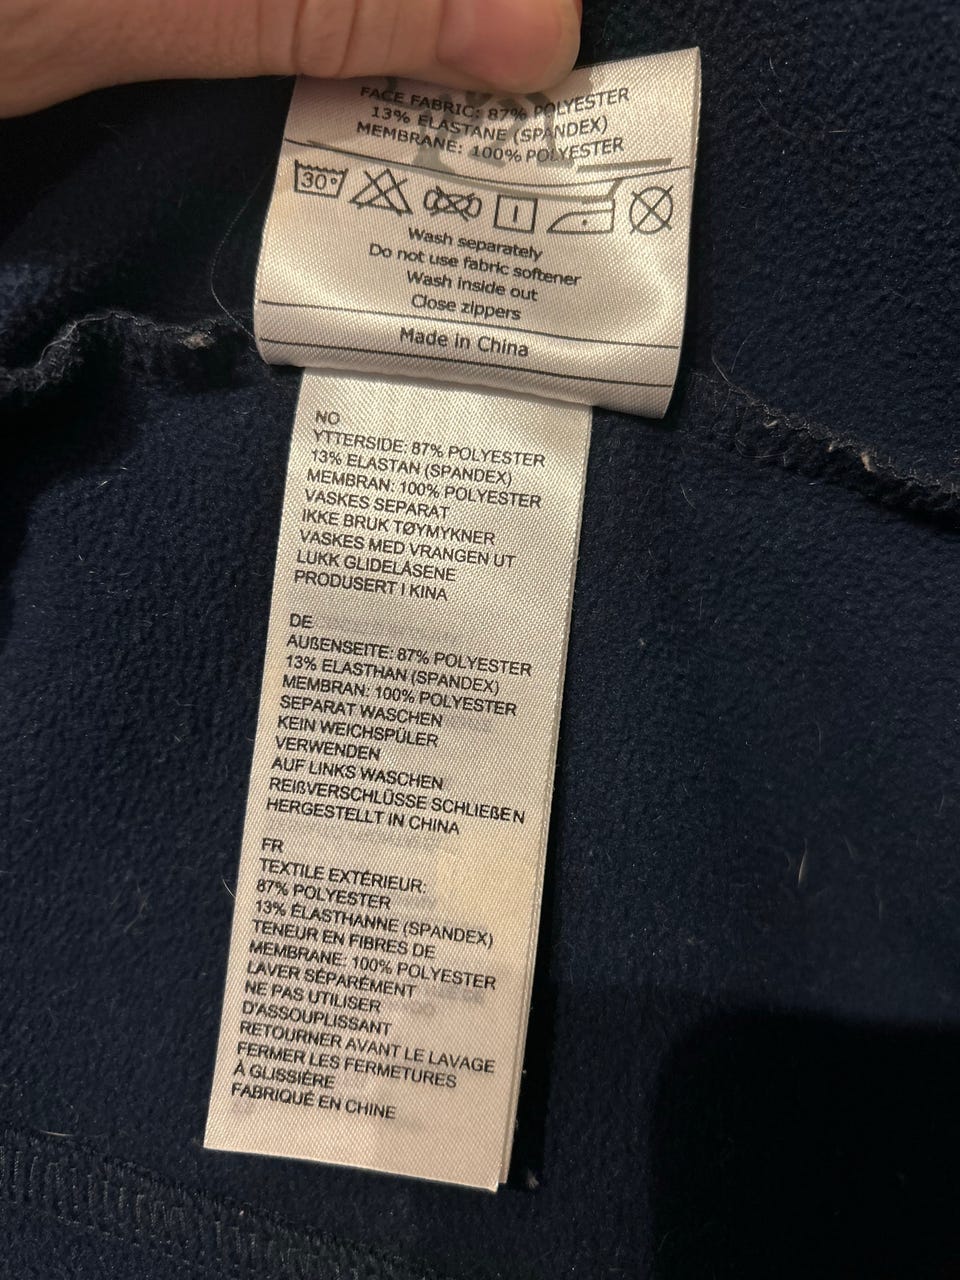 FACE FABRIC: 87% POLYESTER
13% ELASTANE (SPANDEX)
MEMBRANE: 100% POLYESTER
30°
Wash separately
Do not use fabric softener
Wash inside out
Close zippers
Made in China
NO
YTTERSIDE: 87% POLYESTER
13% ELASTAN (SPANDEX)
MEMBRAN: 100% POLYESTER
VASKES SEPARAT
IKKE BRUK TØYMYKNER
VASKES MED VRANGEN UT
LUKK GLIDELÅSENE
PRODUSERT I KINA
DE
AUßENSEITE: 87% POLYESTER
13% ELASTHAN (SPANDEX)
MEMBRAN: 100% POLYESTER
SEPARAT WASCHEN
KEIN WEICHSPÜLER
VERWENDEN
AUF LINKS WASCHEN
REIßVERSCHLÜSSE SCHLIEßEN
HERGESTELLT IN CHINA
FR
TEXTILE EXTÉRIEUR:
87% POLYESTER
13% ÉLASTHANNE (SPANDEX)
TENEUR EN FIBRES DE
MEMBRANE: 100% POLYESTER
LAVER SÉPARÉMENT
NE PAS UTILISER
D'ASSOUPLISSANT
RETOURNER AVANT LE LAVAGE
FERMER LES FERMETURES
À GLISSIÈRE
FABRIQUÉ EN CHINE